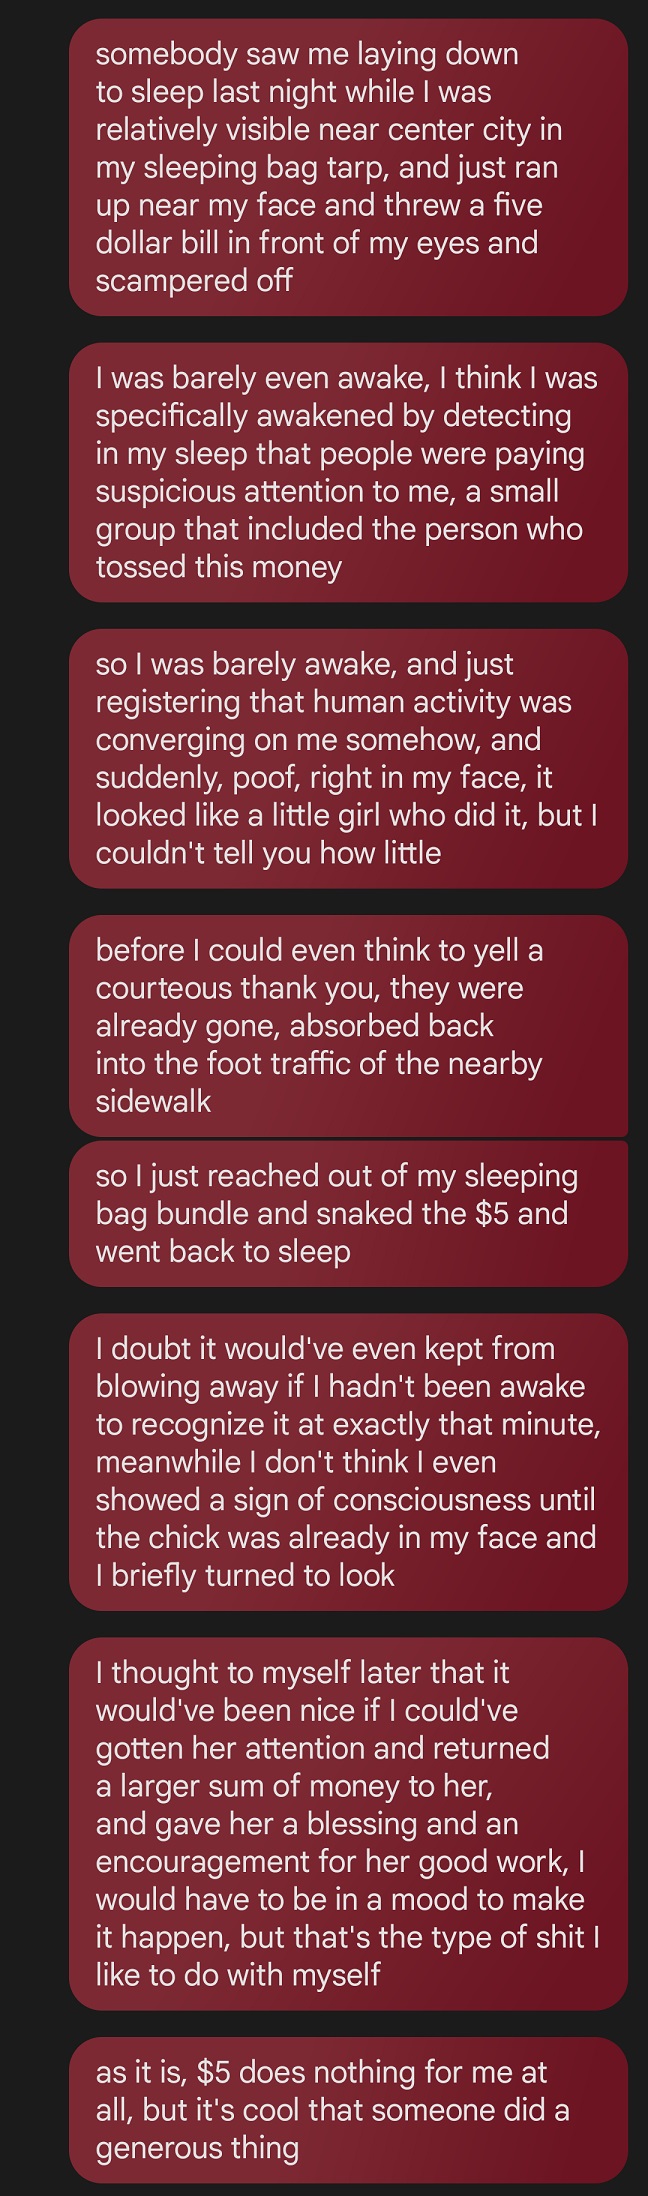 somebody saw me laying down
to sleep last night while I was
relatively visible near center city in
my sleeping bag tarp, and just ran
up near my face and threw a five
dollar bill in front of my eyes and
scampered off
I was barely even awake, I think I was
specifically awakened by detecting
in my sleep that people were paying
suspicious attention to me, a small
group that included the person who
tossed this money
so I was barely awake, and just
registering that human activity was
converging on me somehow, and
suddenly, poof, right in my face, it
looked like a little girl who did it, but I
couldn't tell you how little
before I could even think to yell a
courteous thank you, they were
already gone, absorbed back
into the foot traffic of the nearby
sidewalk
so I just reached out of my sleeping
bag bundle and snaked the $5 and
went back to sleep
I doubt it would've even kept from
blowing away if I hadn't been awake
to recognize it at exactly that minute,
meanwhile I don't think I even
showed a sign of consciousness until
the chick was already in my face and
I briefly turned to look
I thought to myself later that it
would've been nice if I could've
gotten her attention and returned
a larger sum of money to her,
and gave her a blessing and an
encouragement for her good work, I
would have to be in a mood to make
it happen, but that's the type of shit I
like to do with myself
as it is, $5 does nothing for me at
all, but it's cool that someone did a
generous thing